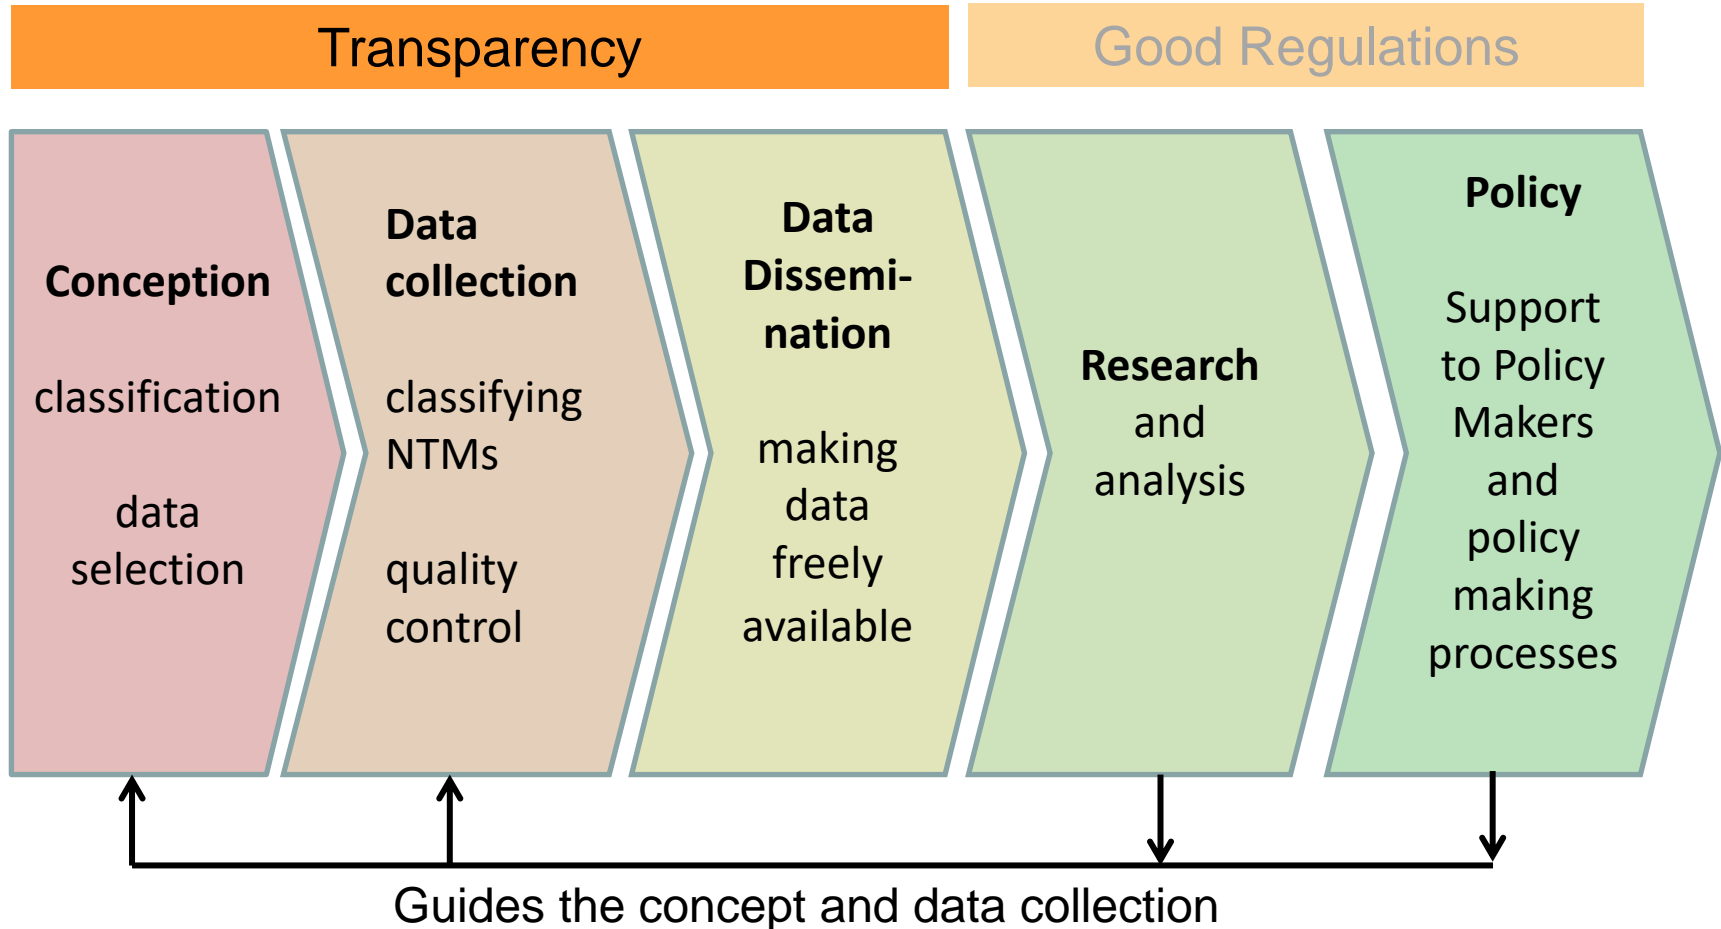 Transparency
Good Regulations
Conception
classification
data
selection
Data
collection
classifying
NTMs
quality
control
Data
Dissemi-
nation
making
data
freely
available
Research
and
analysis
Policy
Support
to Policy
Makers
and
policy
making
processes
Guides the concept and data collection